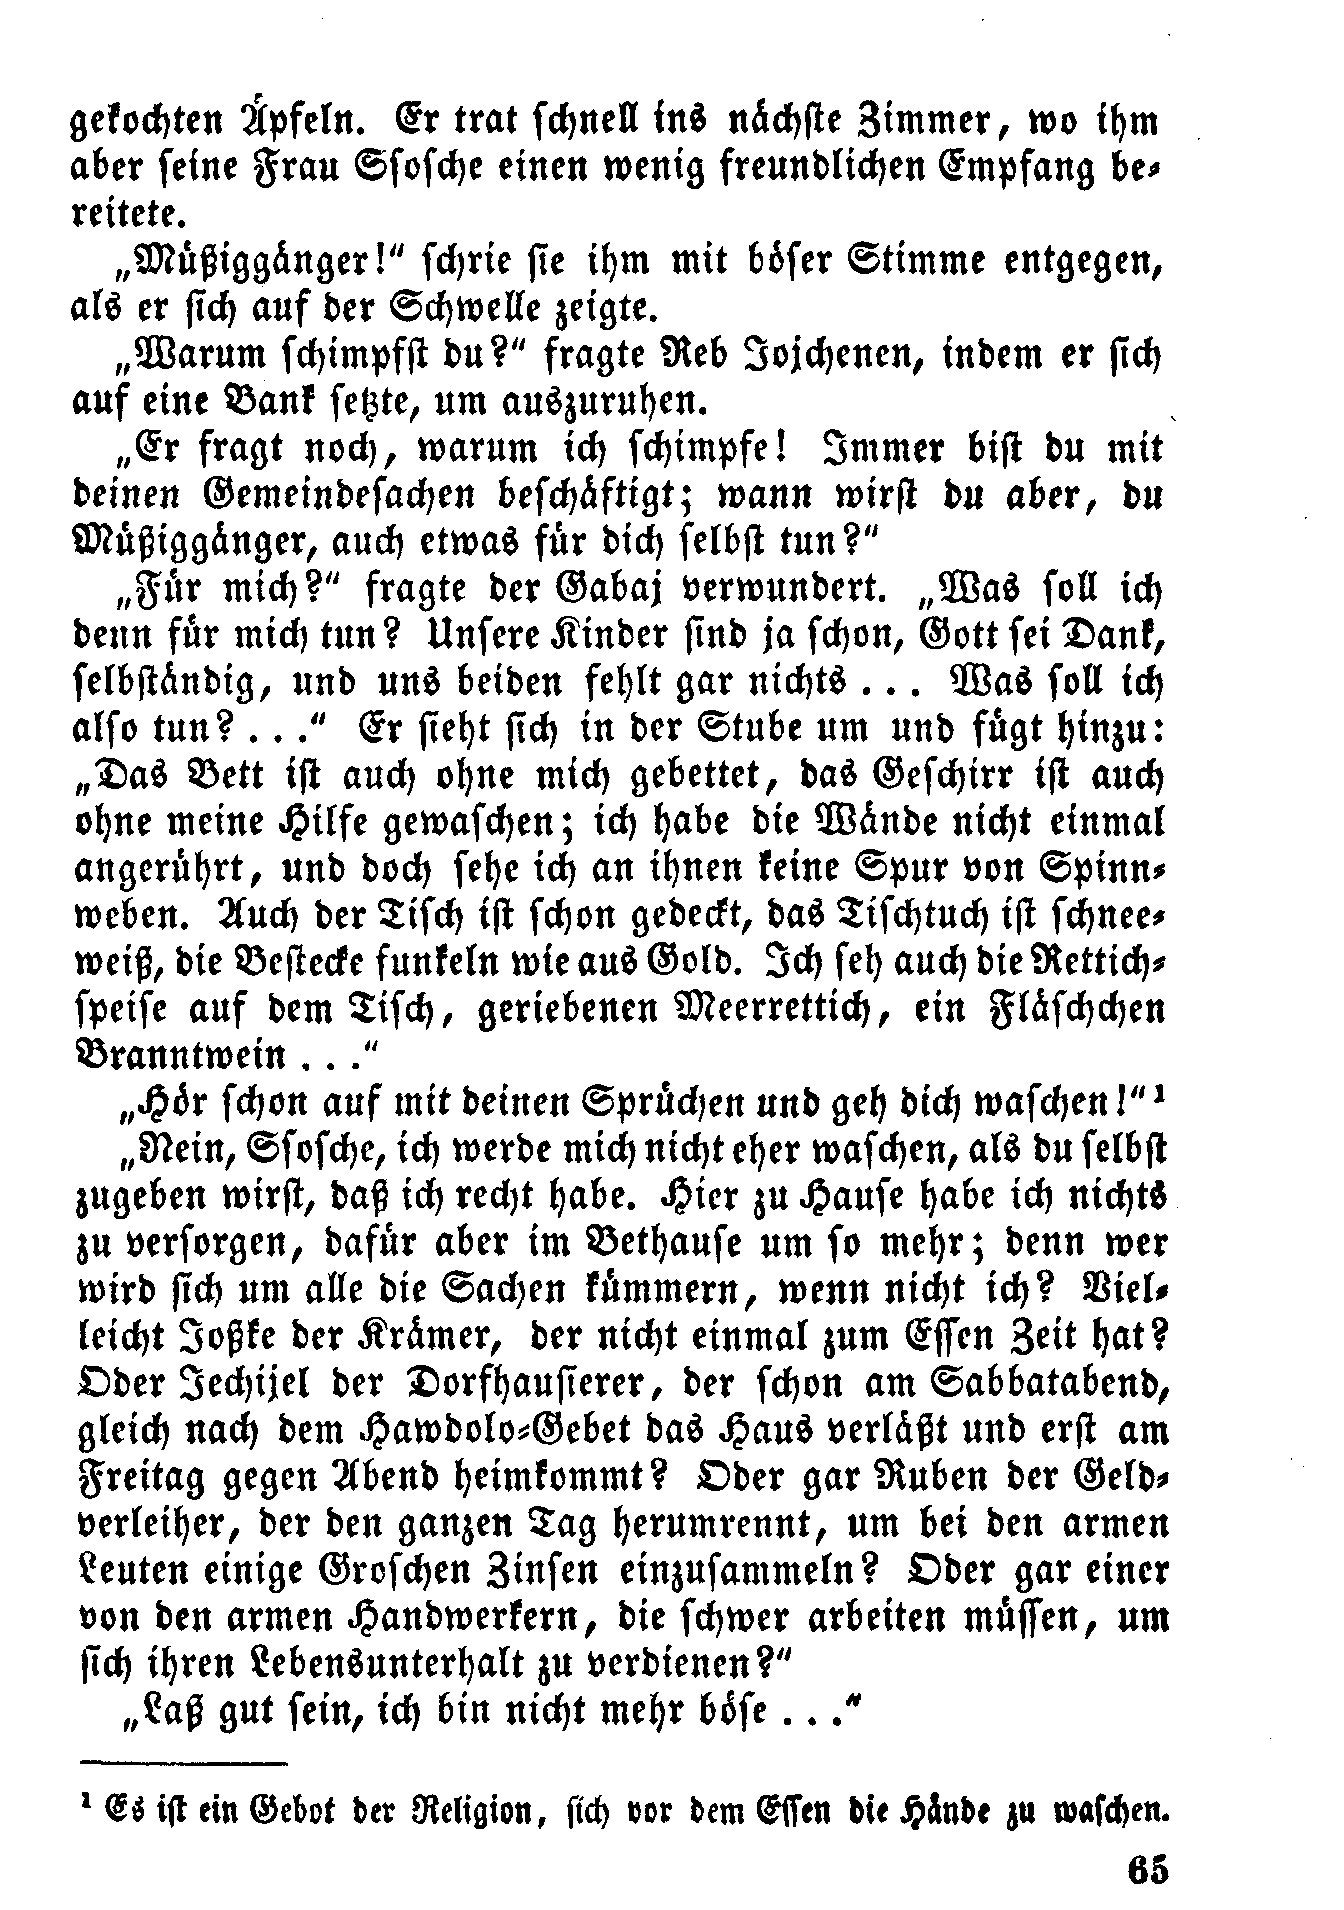 gekochten Äpfeln. Er trat schnell ins nächste Zimmer, wo ihm
aber seine Frau Ssosche einen wenig freundlichen Empfang be-
reitete.
„Müßiggänger!“ schrie sie ihm mit böser Stimme entgegen,
als er sich auf der Schwelle zeigte.
„Warum schimpfst du?“ fragte Reb Jojchenen, indem er sich
auf eine Bank setzte, um auszuruhen.
„Er fragt noch, warum ich schimpfe! Immer bist du mit
deinen Gemeindesachen beschäftigt; wann wirst du aber, du
Müßiggänger, auch etwas für dich selbst tun?“
„Für mich?“ fragte der Gabaj verwundert. „Was soll ich
denn für mich tun? Unsere Kinder sind ja schon, Gott sei Dank,
selbständig, und uns beiden fehlt gar nichts . . . Was soll ich
also tun? . . .“ Er sieht sich in der Stube um und fügt hinzu:
„Das Bett ist auch ohne mich gebettet, das Geschirr ist auch
ohne meine Hilfe gewaschen; ich habe die Wände nicht einmal
angerührt, und doch sehe ich an ihnen keine Spur von Spinn-
weben. Auch der Tisch ist schon gedeckt, das Tischtuch ist schnee-
weiß, die Bestecke funkeln wie aus Gold. Ich seh auch die Rettich-
speise auf dem Tisch, geriebenen Meerrettich, ein Fläschchen
Branntwein . . .“
„Hör schon auf mit deinen Sprüchen und geh dich waschen!“¹
„Nein, Ssosche, ich werde mich nicht eher waschen, als du selbst
zugeben wirst, daß ich recht habe. Hier zu Hause habe ich nichts
zu versorgen, dafür aber im Bethause um so mehr; denn wer
wird sich um alle die Sachen kümmern, wenn nicht ich? Viel-
leicht Joßke der Krämer, der nicht einmal zum Essen Zeit hat?
Oder Jechijel der Dorfhausierer, der schon am Sabbatabend,
gleich nach dem Hawdolo-Gebet das Haus verläßt und erst am
Freitag gegen Abend heimkommt? Oder gar Ruben der Geld-
verleiher, der den ganzen Tag herumrennt, um bei den armen
Leuten einige Groschen Zinsen einzusammeln? Oder gar einer
von den armen Handwerkern, die schwer arbeiten müssen, um
sich ihren Lebensunterhalt zu verdienen?“
„Laß gut sein, ich bin nicht mehr böse . . .“
¹ Es ist ein Gebot der Religion, sich vor dem Essen die Hände zu waschen.
65